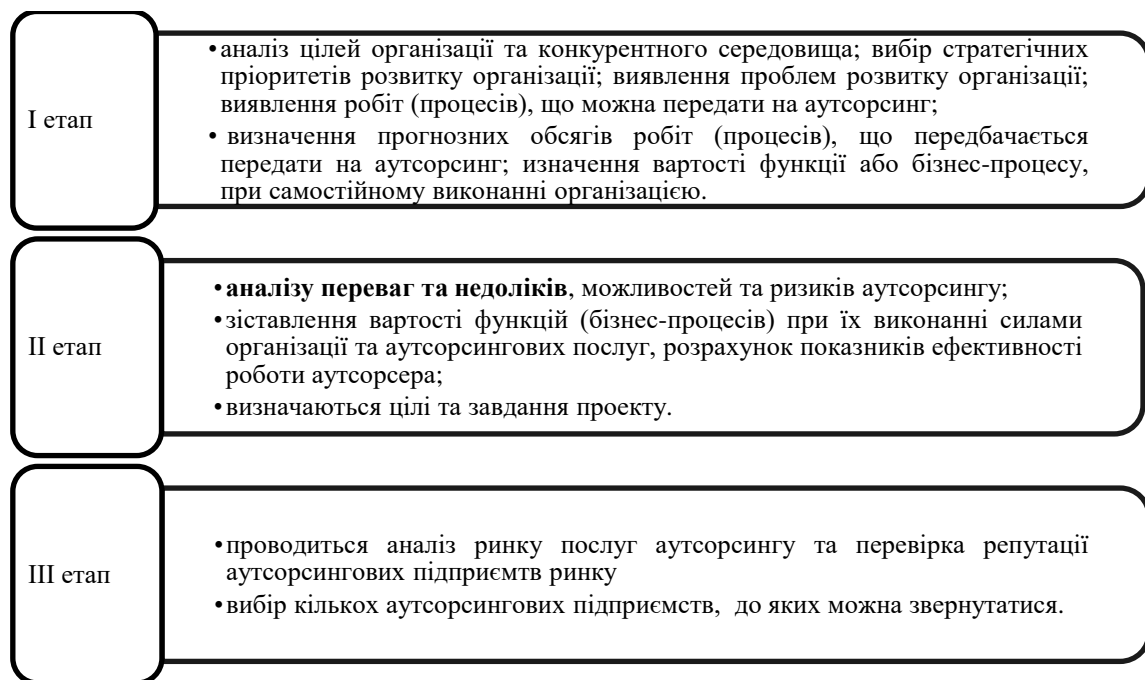 І етап
•аналіз цілей організації та конкурентного середовища; вибір стратегічних
пріоритетів розвитку організації; виявлення проблем розвитку організації;
виявлення робіт (процесів), що можна передати на аутсорсинг;
• визначення прогнозних обсягів робіт (процесів), що передбачається
передати на аутсорсинг; изначення вартості функції або бізнес-процесу,
при самостійному виконанні організацією.
ІІ етап
•аналізу переваг та недоліків, можливостей та ризиків аутсорсингу;
•зіставлення вартості функцій (бізнес-процесів) при їх виконанні силами
організації та аутсорсингових послуг, розрахунок показників ефективності
роботи аутсорсера;
•визначаються цілі та завдання проекту.
ІІІ етап
•проводиться аналіз ринку послуг аутсорсингу та перевірка репутації
аутсорсингових підприємтв ринку
•вибір кількох аутсорсингових підприємств, до яких можна звернутатися.